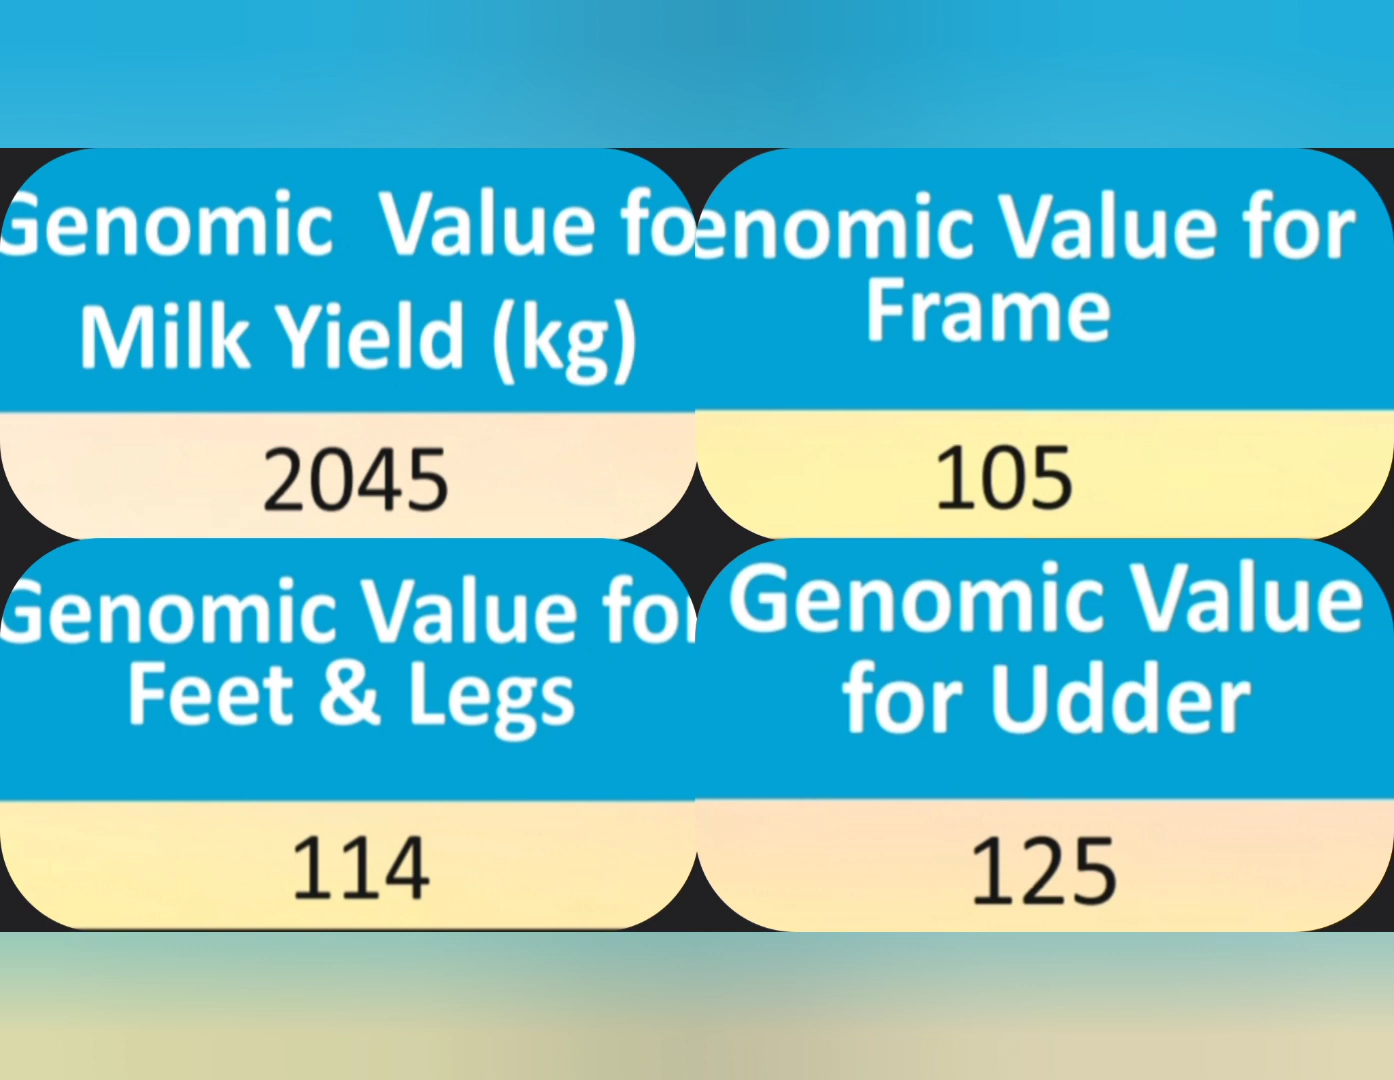 Genomic Value fo
Milk Yield (kg)
2045
enomic Value for
Frame
105
Genomic Value for
Feet & Legs
114
Genomic Value
for Udder
125